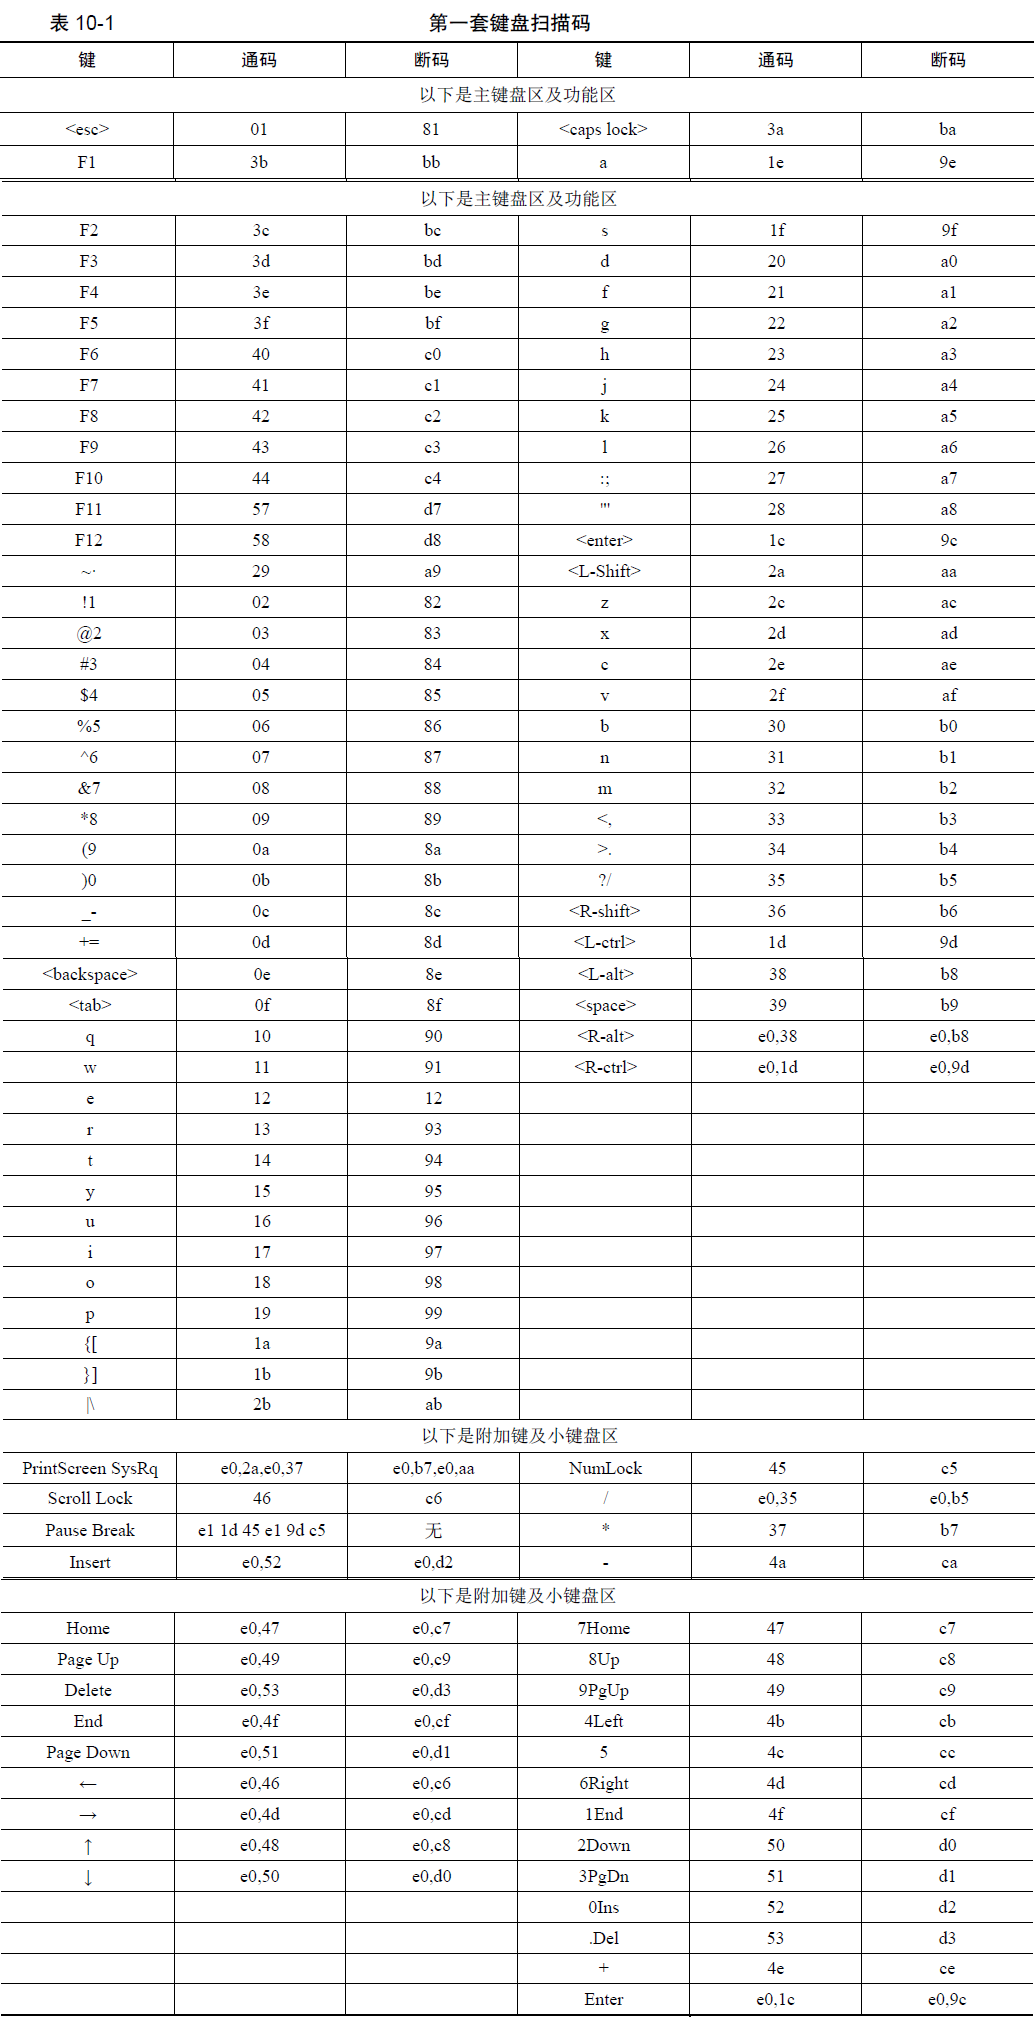 表 10-1 第一套键盘扫描码
键 通码 断码 键 通码 断码
以下是主键盘区及功能区
<esc> 01 81 <caps lock> 3a ba
F1 3b bb a 1e 9e
以下是主键盘区及功能区
F2 3c bc s 1f 9f
F3 3d bd d 20 a0
F4 3e be f 21 a1
F5 3f bf g 22 a2
F6 40 c0 h 23 a3
F7 41 c1 j 24 a4
F8 42 c2 k 25 a5
F9 43 c3 l 26 a6
F10 44 c4 :; 27 a7
F11 57 d7 "' 28 a8
F12 58 d8 <enter> 1c 9c
~· 29 a9 <L-Shift> 2a aa
!1 02 82 z 2c ac
@2 03 83 x 2d ad
#3 04 84 c 2e ae
$4 05 85 v 2f af
%5 06 86 b 30 b0
^6 07 87 n 31 b1
&7 08 88 m 32 b2
*8 09 89 <, 33 b3
(9 0a 8a >. 34 b4
)0 0b 8b ?/ 35 b5
_- 0c 8c <R-shift> 36 b6
+= 0d 8d <L-ctrl> 1d 9d
<backspace> 0e 8e <L-alt> 38 b8
<tab> 0f 8f <space> 39 b9
q 10 90 <R-alt> e0,38 e0,b8
w 11 91 <R-ctrl> e0,1d e0,9d
e 12 12
r 13 93
t 14 94
y 15 95
u 16 96
i 17 97
o 18 98
p 19 99
{[ 1a 9a
}] 1b 9b
|\ 2b ab
以下是附加键及小键盘区
PrintScreen SysRq e0,2a,e0,37 e0,b7,e0,aa NumLock 45 c5
Scroll Lock 46 c6 / e0,35 e0,b5
Pause Break e1 1d 45 e1 9d c5 无 * 37 b7
Insert e0,52 e0,d2 - 4a ca
以下是附加键及小键盘区
Home e0,47 e0,c7 7Home 47 c7
Page Up e0,49 e0,c9 8Up 48 c8
Delete e0,53 e0,d3 9PgUp 49 c9
End e0,4f e0,cf 4Left 4b cb
Page Down e0,51 e0,d1 5 4c cc
← e0,46 e0,c6 6Right 4d cd
→ e0,4d e0,cd 1End 4f cf
↑ e0,48 e0,c8 2Down 50 d0
↓ e0,50 e0,d0 3PgDn 51 d1
0Ins 52 d2
.Del 53 d3
+ 4e ce
Enter e0,1c e0,9c